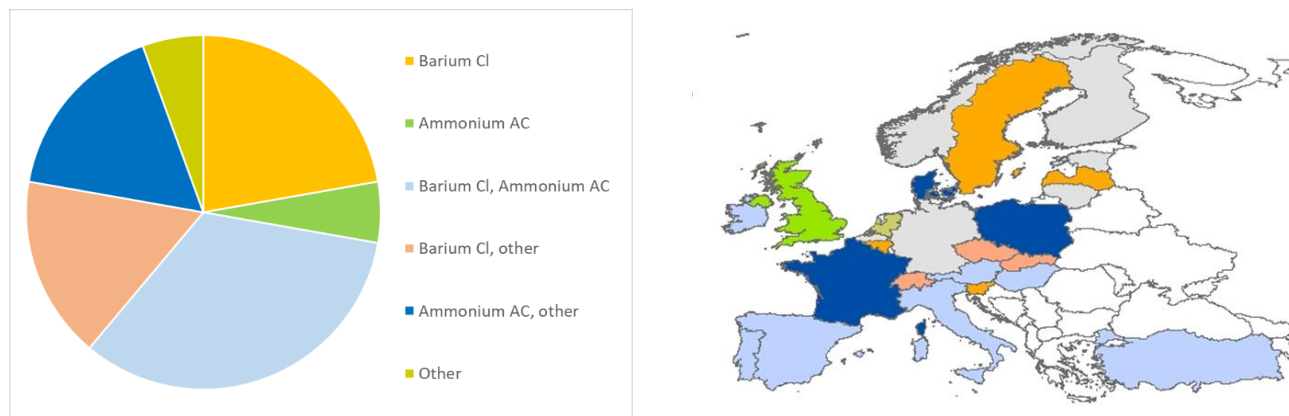 Barium Cl
Ammonium AC
Barium Cl, Ammonium AC
Barium Cl, other
Ammonium AC, other
Other